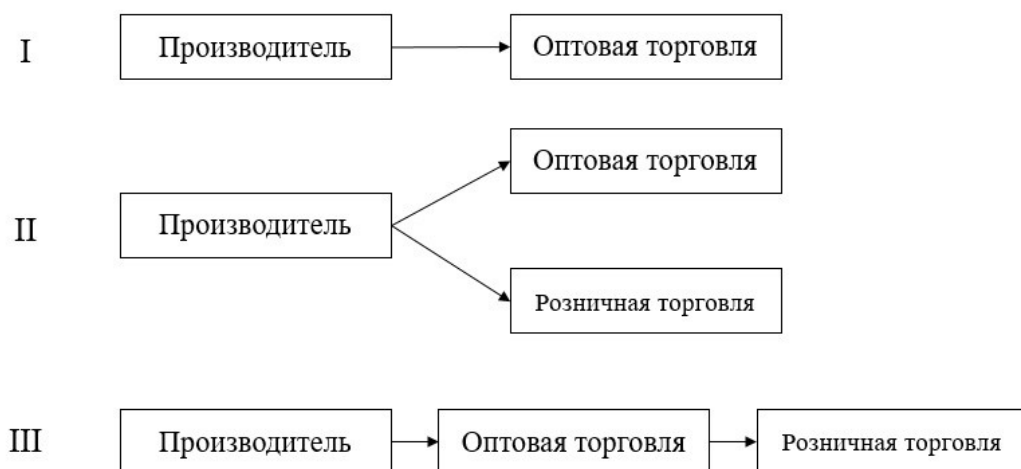 I Производитель Оптовая торговля
Оптовая торговля
II Производитель
Розничная торговля
III Производитель Оптовая торговля Розничная торговля